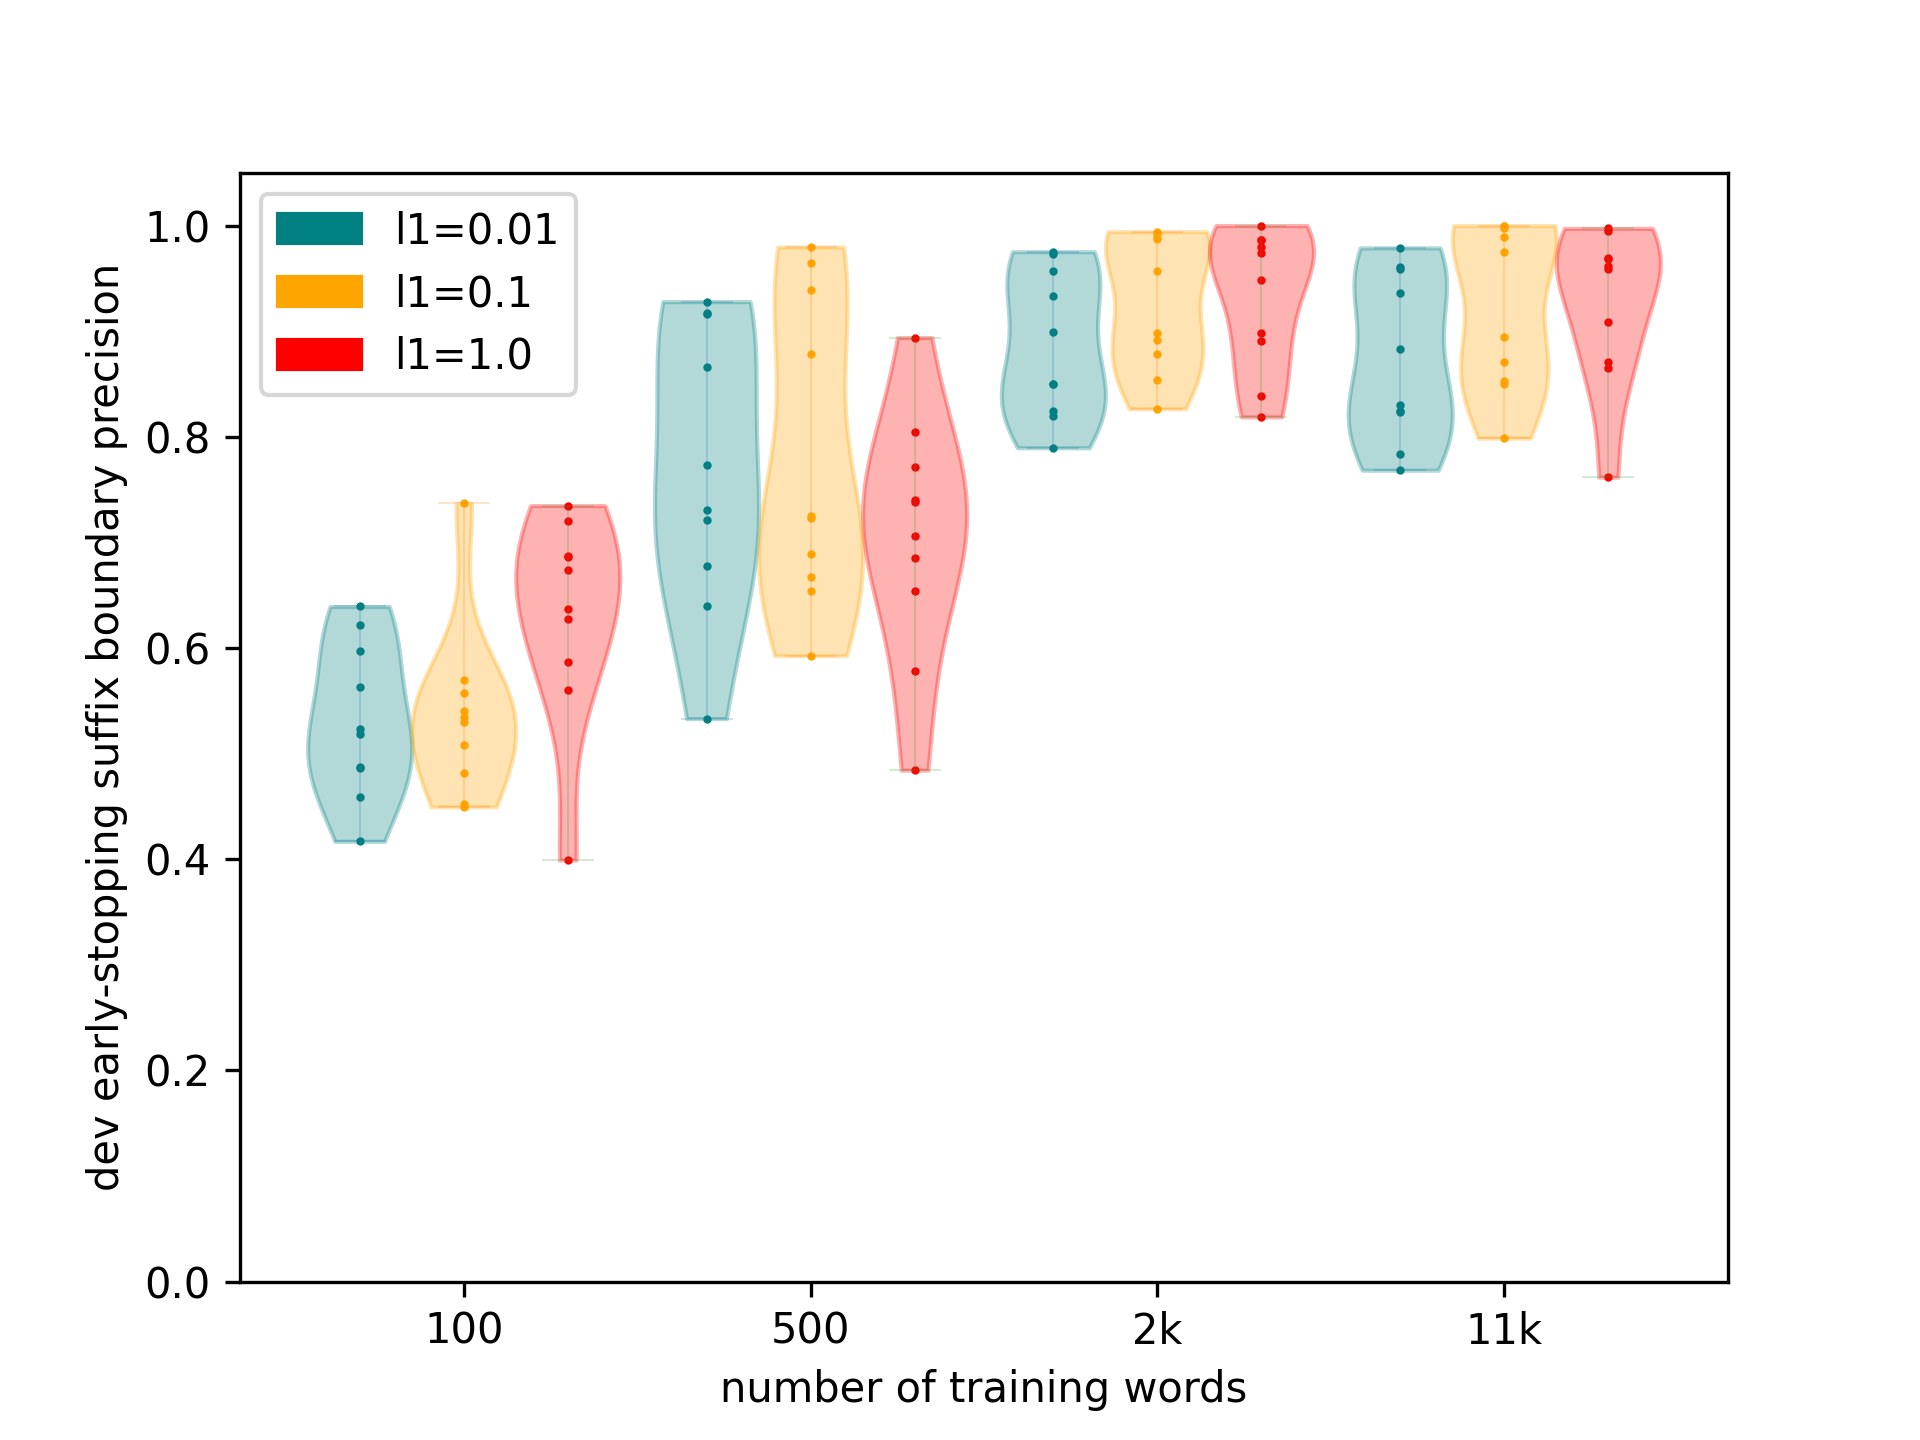 l1=0.01
l1=0.1
l1=1.0
1.0
0.8
0.6
0.4
0.2
0.0
dev early-stopping suffix boundary precision
100
500
2k
11k
number of training words